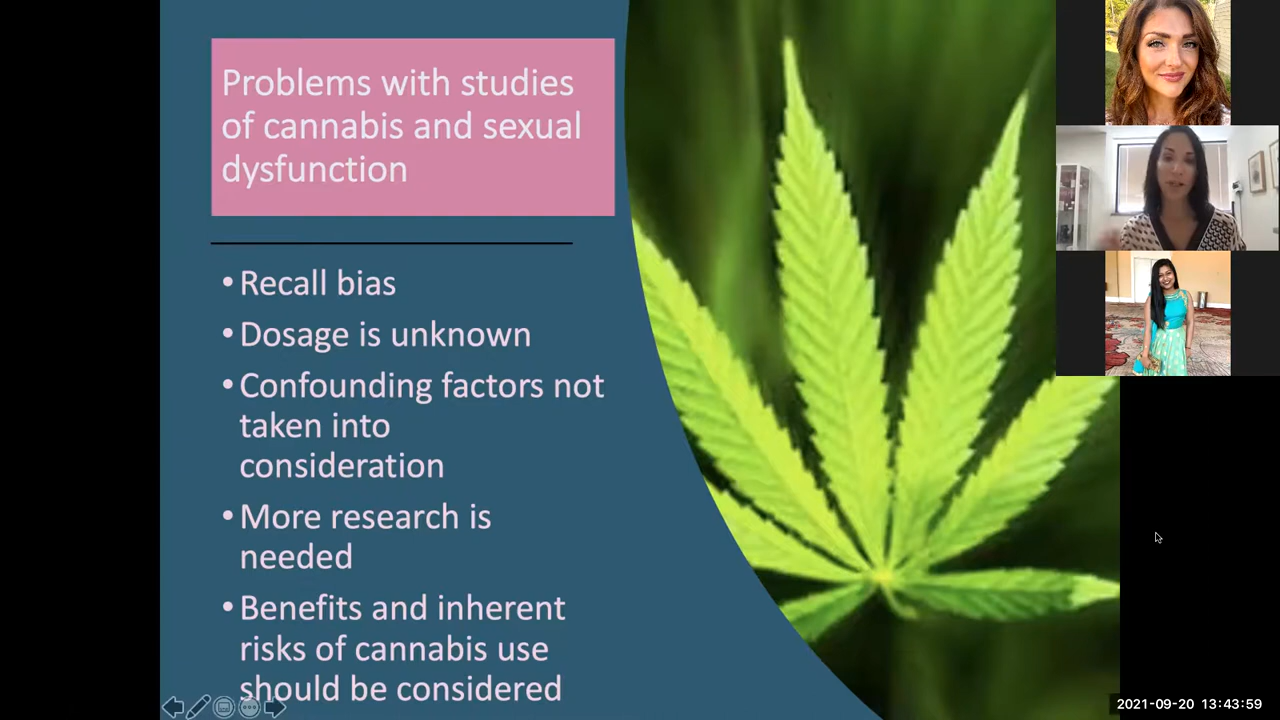 Problems with studies
of cannabis and sexual
dysfunction
• Recall bias
• Dosage is unknown
• Confounding factors not
taken into
consideration
• More research is
needed
• Benefits and inherent
risks of cannabis use
should be considered
2021-09-20 13:43:59